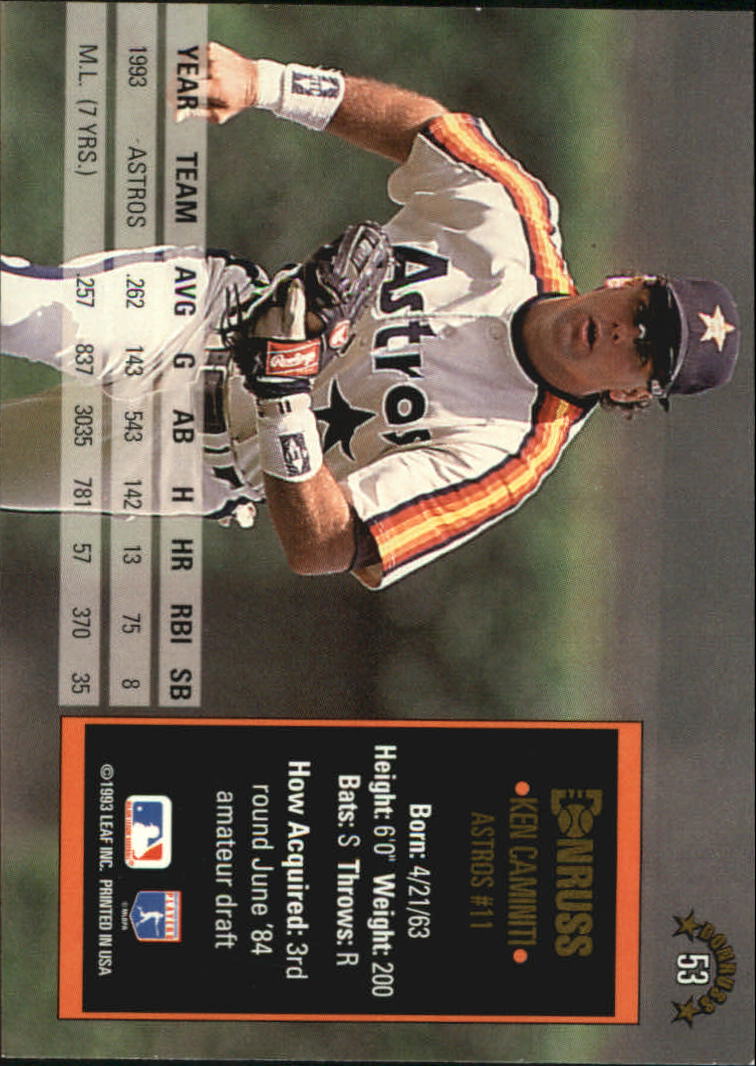 DONRUSS
53
Astros
Rawlings
YEAR TEAM AVG G AB H HR RBI SB
1993 ASTROS .262 143 543 142 13 75 8
M.L. (7 YRS.) .257 837 3035 781 57 370 35
DONRUSS
•KEN CAMINITI•
ASTROS #11
Born: 4/21/63
Height: 6'0" Weight: 200
Bats: S Throws: R
How Acquired: 3rd
round June '84
amateur draft
PLAYERS
©MLBPA
©1993 LEAF INC. PRINTED IN USA